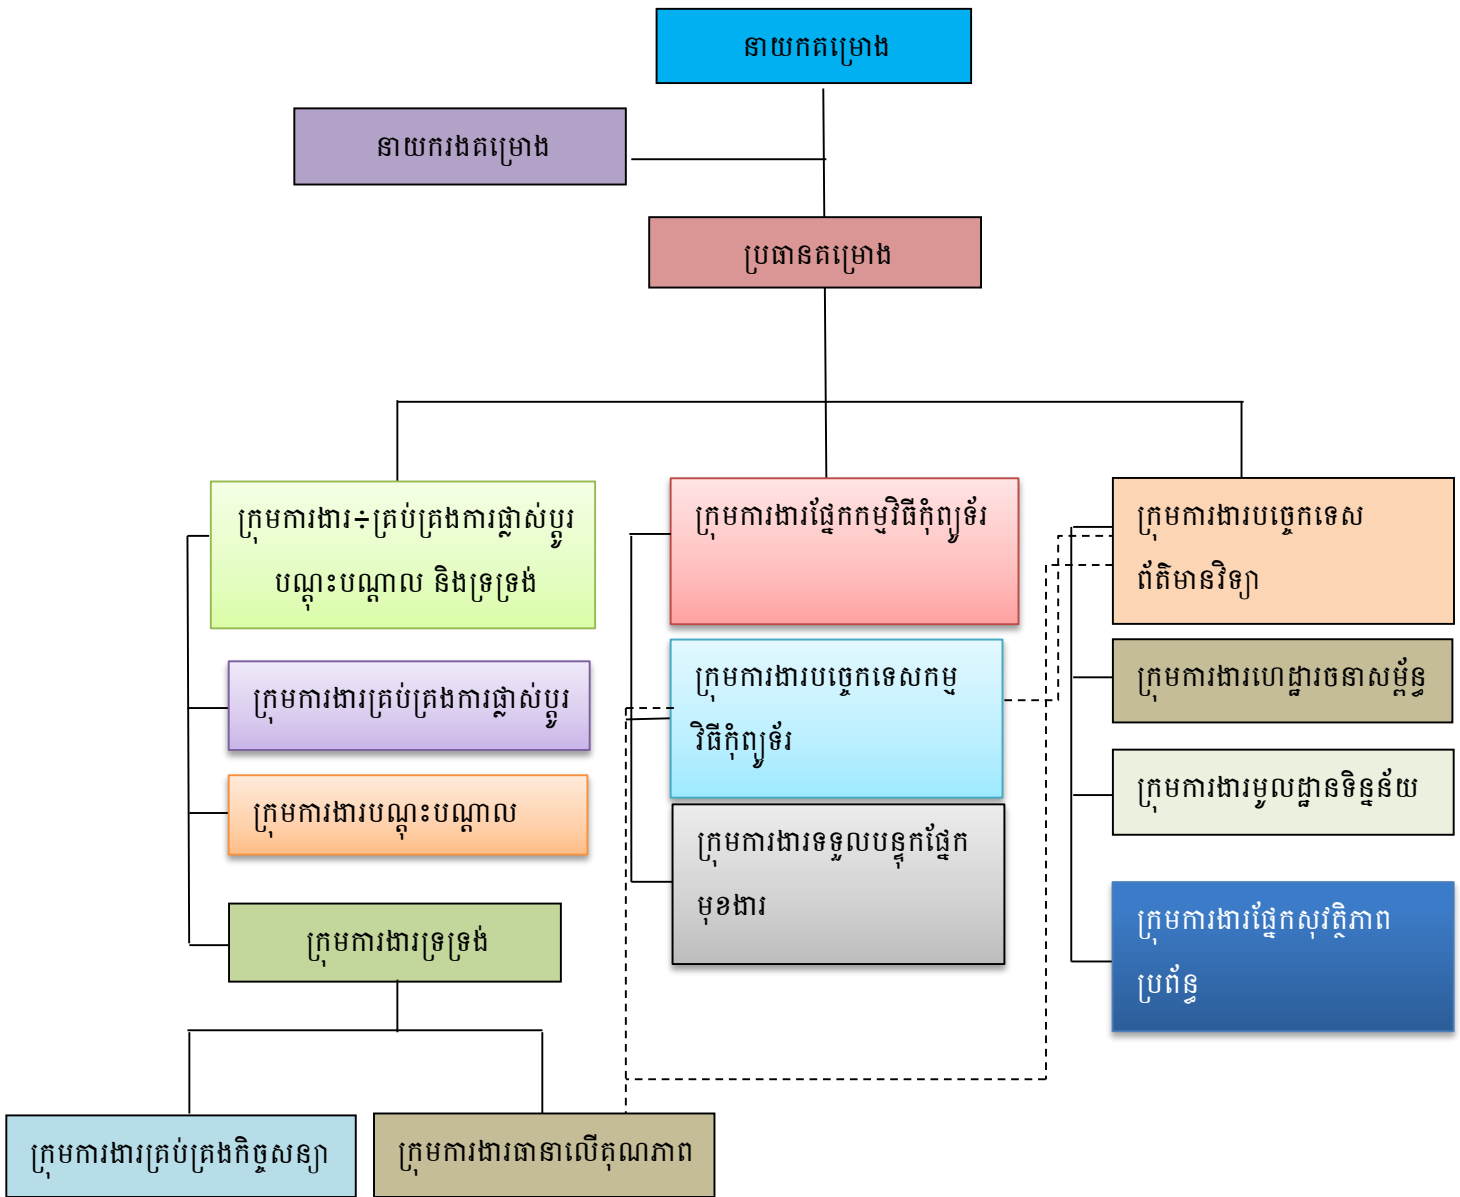 នាយកគម្រោង
នាយករងគម្រោង
ប្រធានគម្រោង
ក្រុមការងារ÷គ្រប់គ្រងការផ្លាស់ប្តូរ
បណ្តុះបណ្តាល និងទ្រទ្រង់
ក្រុមការងារគ្រប់គ្រងការផ្លាស់ប្តូរ
ក្រុមការងារបណ្តុះបណ្តាល
ក្រុមការងារទ្រទ្រង់
ក្រុមការងារគ្រប់គ្រងកិច្ចសន្យា
ក្រុមការងារធានាលើគុណភាព
ក្រុមការងារផ្នែកកម្មវិធីកុំព្យូទ័រ
ក្រុមការងារបច្ចេកទេសកម្ម
វិធីកុំព្យូទ័រ
ក្រុមការងារទទួលបន្ទុកផ្នែក
មុខងារ
ក្រុមការងារបច្ចេកទេស
ព័ត៌មានវិទ្យា
ក្រុមការងារហេដ្ឋារចនាសម្ព័ន្ធ
ក្រុមការងារមូលដ្ឋានទិន្នន័យ
ក្រុមការងារផ្នែកសុវត្ថិភាព
ប្រព័ន្ធ